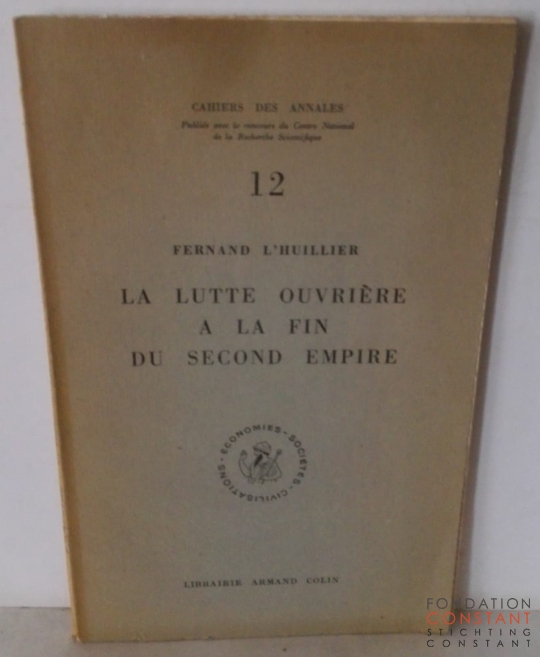 CAHIERS DES ANNALES
Publiés avec le concours du Centre National
de la Recherche Scientifique
12
FERNAND L'HUILLIER
LA LUTTE OUVRIÈRE
A LA FIN
DU SECOND EMPIRE
ÉCONOMIES - SOCIÉTÉS - CIVILISATIONS -
LIBRAIRIE ARMAND COLIN
FONDATION
CONSTANT
STICHTING
CONSTANT